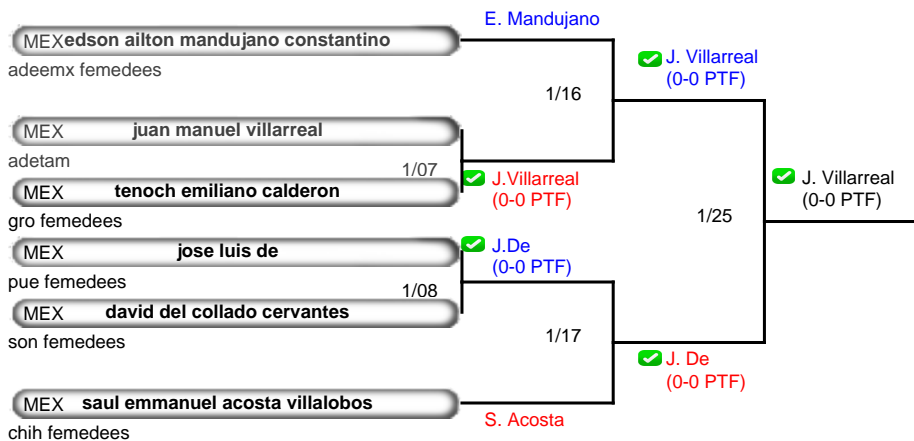 E. Mandujano
MEX edson ailton mandujano constantino
adeemx femedees
J. Villarreal
(0-0 PTF)
1/16
MEX juan manuel villarreal
adetam
1/07
J.Villarreal
(0-0 PTF)
MEX tenoch emiliano calderon
gro femedees
J. Villarreal
(0-0 PTF)
1/25
MEX jose luis de
pue femedees
J.De
(0-0 PTF)
1/08
MEX david del collado cervantes
son femedees
1/17
J. De
(0-0 PTF)
MEX saul emmanuel acosta villalobos
chih femedees
S. Acosta